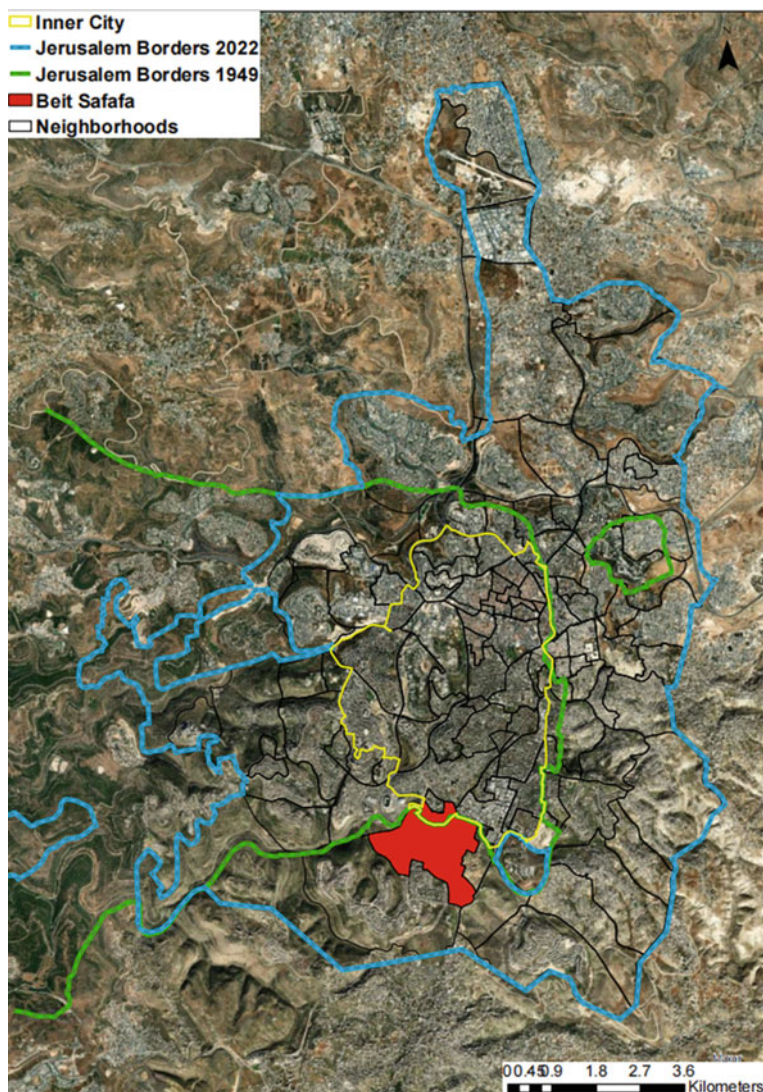 Inner City
Jerusalem Borders 2022
Jerusalem Borders 1949
Beit Safafa
Neighborhoods
N
0 0.45 0.9 1.8 2.7 3.6
Kilometers